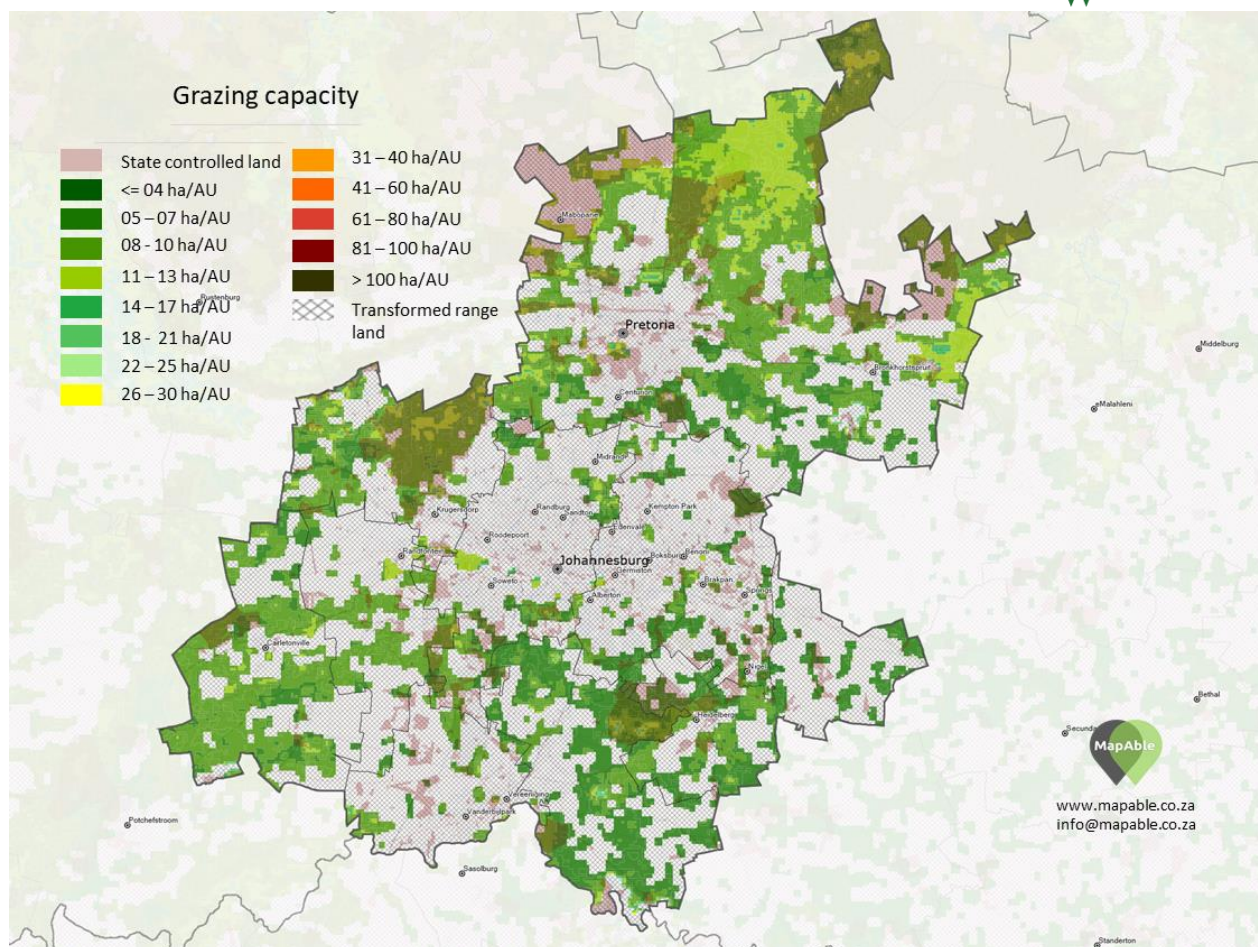 Grazing capacity
State controlled land
<= 04 ha/AU
05 – 07 ha/AU
08 - 10 ha/AU
11 – 13 ha/AU
14 – 17 ha/AU
18 - 21 ha/AU
22 – 25 ha/AU
26 – 30 ha/AU
31 – 40 ha/AU
41 – 60 ha/AU
61 – 80 ha/AU
81 – 100 ha/AU
> 100 ha/AU
Transformed range
land
Mabopane
Rustenburg
Pretoria
Middelburg
Bronkhorstspruit
Centurion
eMalahleni
Midrand
Krugersdorp
Randburg
Sandton
Kempton Park
Edenvale
Roodepoort
Randfontein
Johannesburg
Boksburg
Benoni
Germiston
Soweto
Brakpan
Alberton
Springs
Carletonville
Nigel
Bethal
Heidelberg
Secunda
MapAble
Vereeniging
Vanderbijlpark
www.mapable.co.za
info@mapable.co.za
Potchefstroom
Sasolburg
Standerton